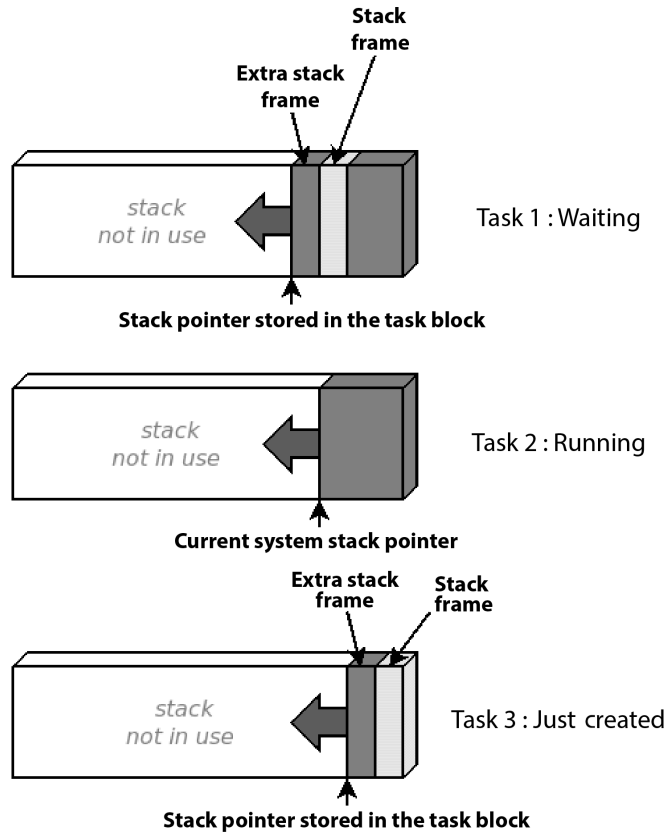 Stack
frame
Extra stack
frame
stack
not in use
Task 1 : Waiting
Stack pointer stored in the task block
stack
not in use
Task 2 : Running
Current system stack pointer
Extra stack
frame
Stack
frame
stack
not in use
Task 3 : Just created
Stack pointer stored in the task block